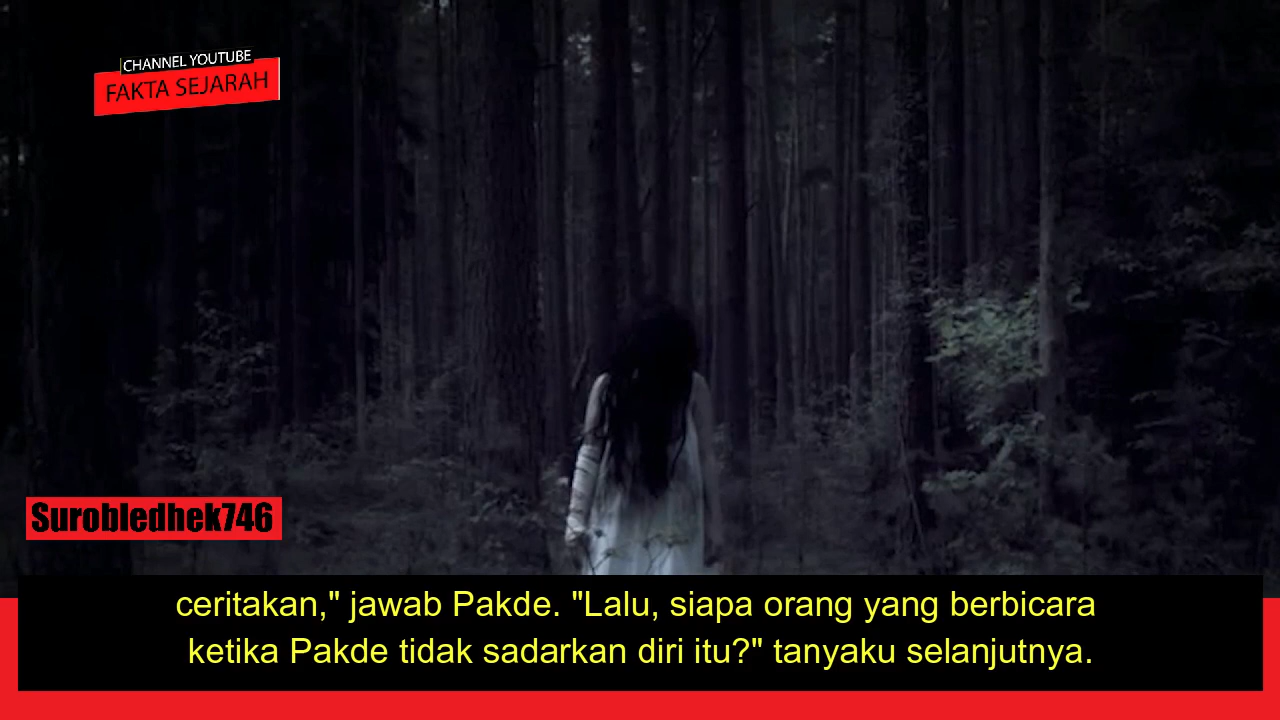 CHANNEL YOUTUBE
FAKTA SEJARAH
Surobledhek746
ceritakan," jawab Pakde. "Lalu, siapa orang yang berbicara
ketika Pakde tidak sadarkan diri itu?" tanyaku selanjutnya.